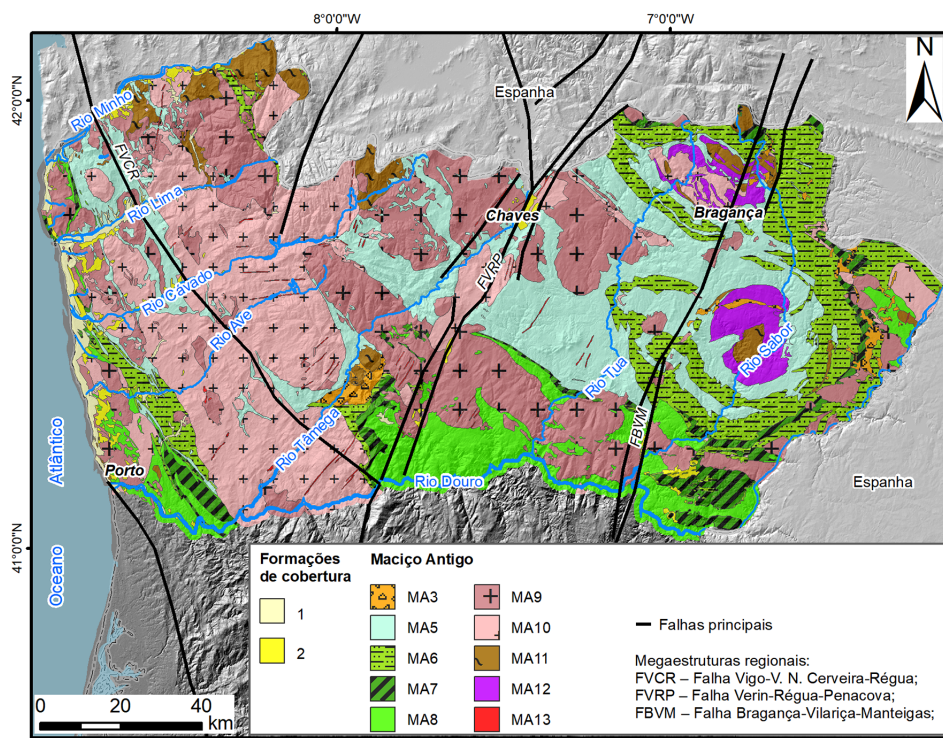 8°0'0"W
7°0'0"W
N
42°0'0"N
Espanha
Rio Minho
FVCR
Rio Lima
Chaves
Bragança
FVRP
Rio Cávado
Rio Ave
Rio Sabor
Rio Tua
Rio Tâmega
FBVM
Porto
Rio Douro
Espanha
Atlântico
Oceano
41°0'0"N
Formações
de cobertura
1
2
Maciço Antigo
MA3
MA5
MA6
MA7
MA8
MA9
MA10
MA11
MA12
MA13
Falhas principais
Megaestruturas regionais:
FVCR – Falha Vigo-V. N. Cerveira-Régua;
FVRP – Falha Verin-Régua-Penacova;
FBVM – Falha Bragança-Vilariça-Manteigas;
0 20 40
km